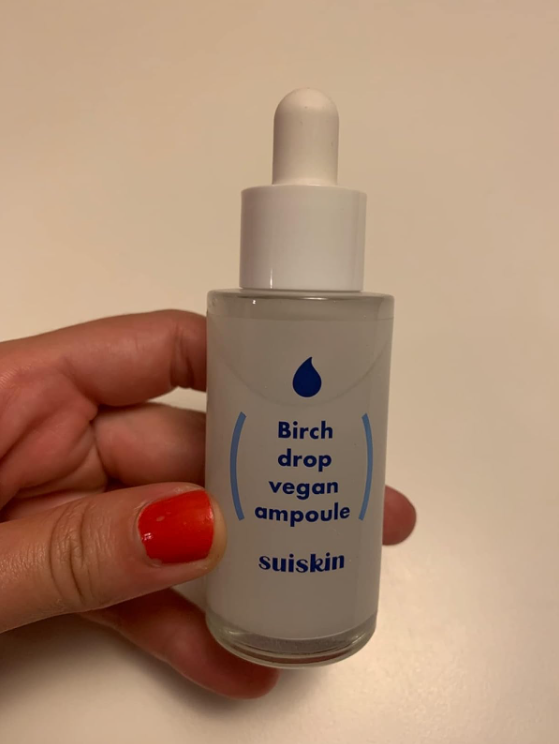 Birch
drop
vegan
ampoule
suiskin